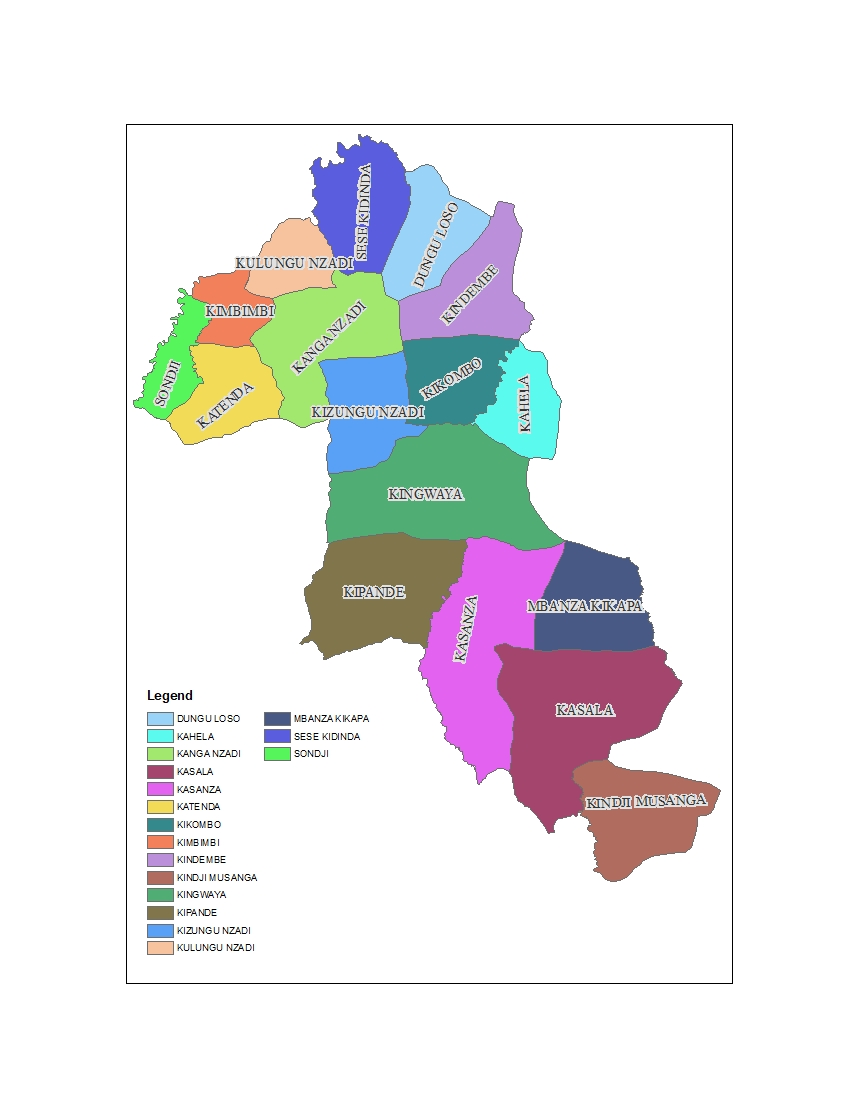 SESE KIDINDA
DUNGU LOSO
KULUNGU NZADI
KINDEMBE
KIMBIMBI
KANGA NZADI
SONDJI
KATENDA
KIKOMBO
KAHELA
KIZUNGU NZADI
KINGWAYA
KIPANDE
KASANZA
MBANZA KIKAPA
KASALA
KINDJI MUSANGA
Legend
DUNGU LOSO
KAHELA
KANGA NZADI
KASALA
KASANZA
KATENDA
KIKOMBO
KIMBIMBI
KINDEMBE
KINDJI MUSANGA
KINGWAYA
KIPANDE
KIZUNGU NZADI
KULUNGU NZADI
MBANZA KIKAPA
SESE KIDINDA
SONDJI